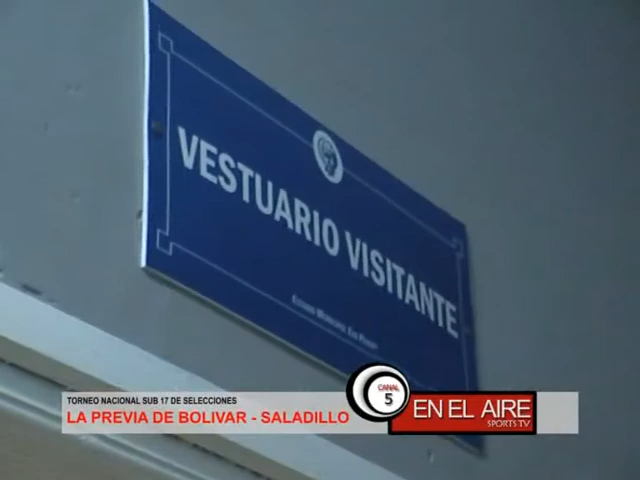 VESTUARIO VISITANTE
TORNEO NACIONAL SUB 17 DE SELECCIONES
LA PREVIA DE BOLIVAR - SALADILLO
CANAL
5
EN EL AIRE
SPORTS TV